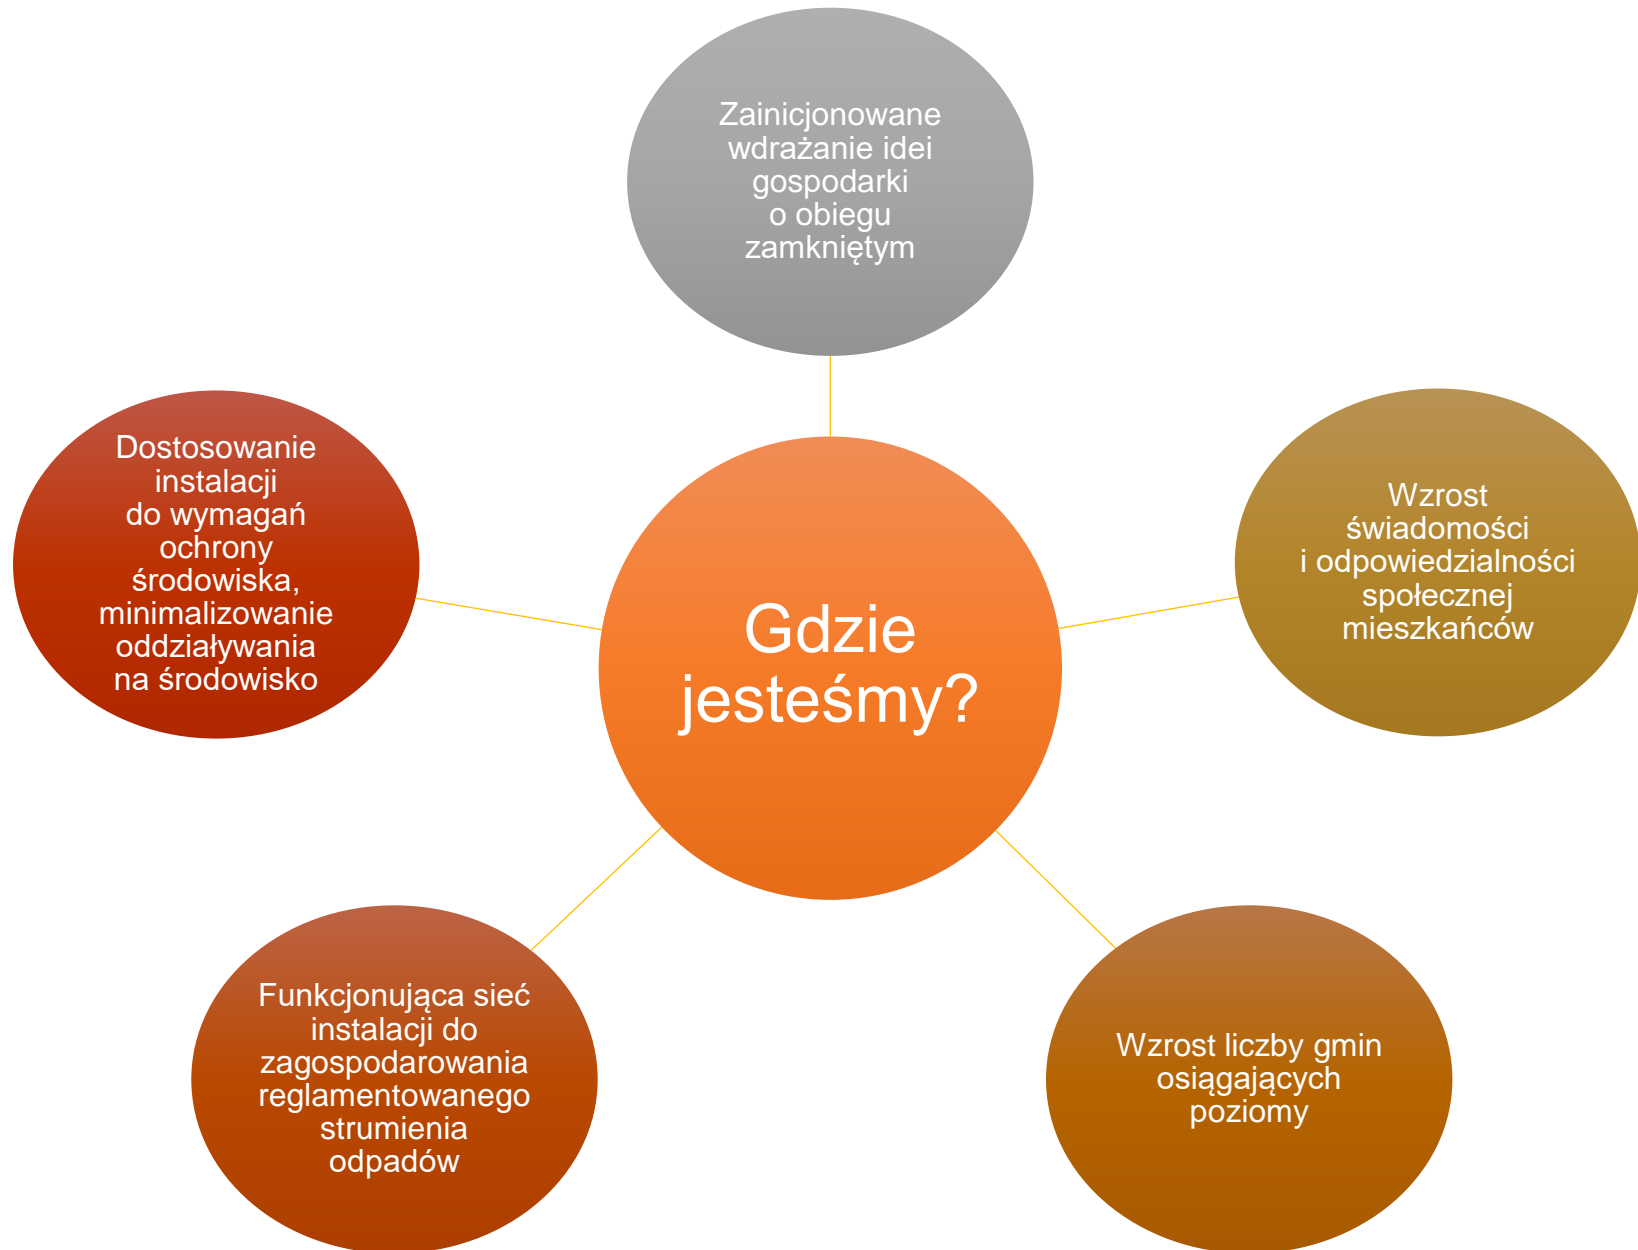 Zainicjonowane
wdrażanie idei
gospodarki
o obiegu
zamkniętym
Dostosowanie
instalacji
do wymagań
ochrony
środowiska,
minimalizowanie
oddziaływania
na środowisko
Gdzie
jesteśmy?
Wzrost
świadomości
i odpowiedzialności
społecznej
mieszkańców
Funkcjonująca sieć
instalacji do
zagospodarowania
reglamentowanego
strumienia
odpadów
Wzrost liczby gmin
osiągających
poziomy